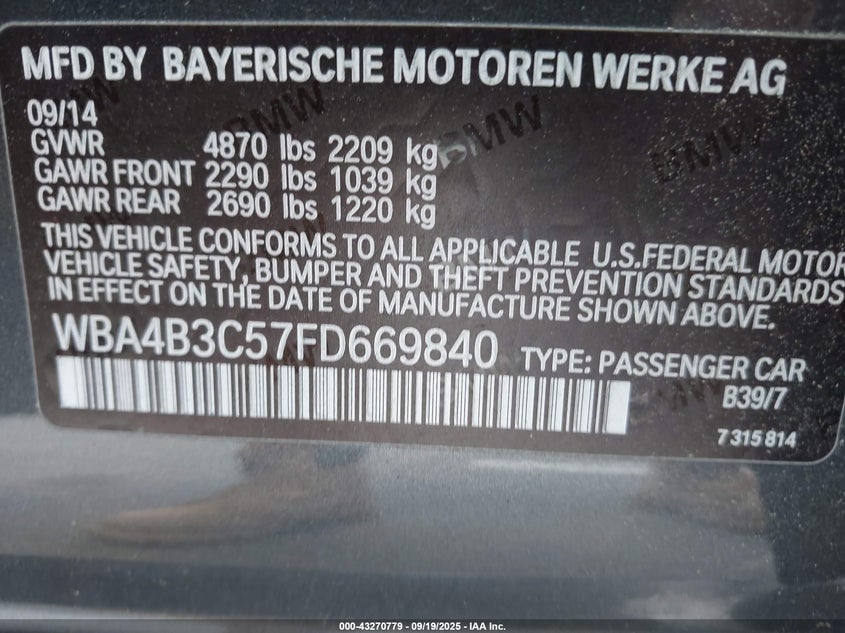 MFD BY BAYERISCHE MOTOREN WERKE AG
09/14
GVWR 4870 lbs 2209 kg
GAWR FRONT 2290 lbs 1039 kg
GAWR REAR 2690 lbs 1220 kg
THIS VEHICLE CONFORMS TO ALL APPLICABLE U.S.FEDERAL MOTOR
VEHICLE SAFETY, BUMPER AND THEFT PREVENTION STANDARDS
IN EFFECT ON THE DATE OF MANUFACTURE SHOWN ABOVE.
WBA4B3C57FD669840 TYPE: PASSENGER CAR
B39/7
7 315 814
BMW
BMW
BMW
000-43270779 - 09/19/2025 - IAA Inc.